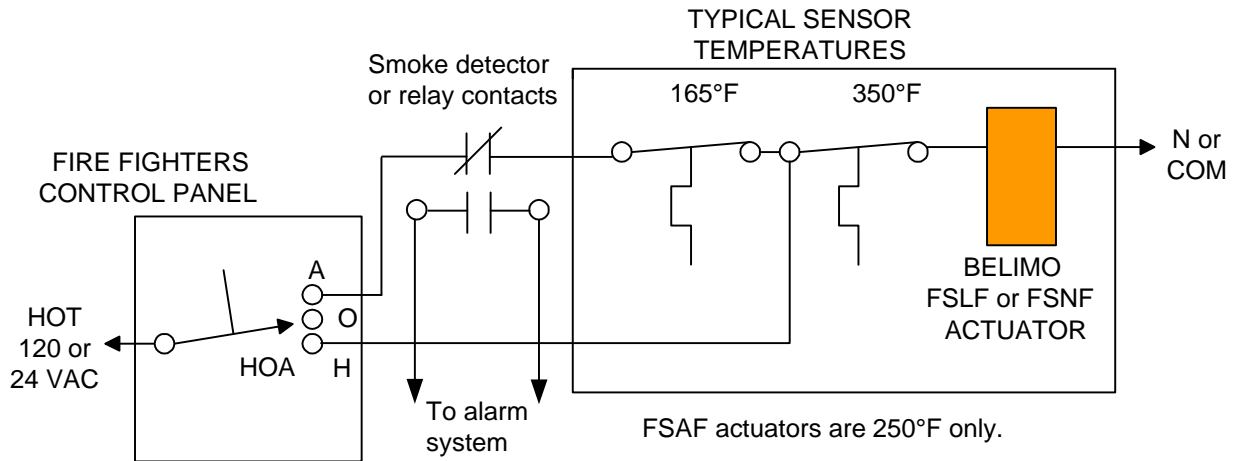 TYPICAL SENSOR
TEMPERATURES
Smoke detector
or relay contacts
165°F
350°F
FIRE FIGHTERS
CONTROL PANEL
N or
COM
A
O
H
HOA
HOT
120 or
24 VAC
BELIMO
FSLF or FSNF
ACTUATOR
To alarm
system
FSAF actuators are 250°F only.